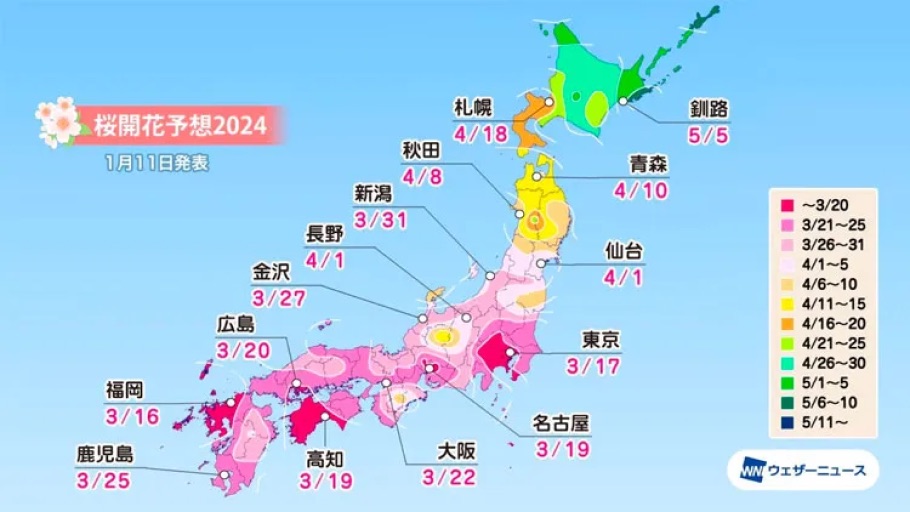 桜開花予想2024
1月11日発表
札幌
4/18
釧路
5/5
秋田
4/8
青森
4/10
新潟
3/31
長野
4/1
仙台
4/1
金沢
3/27
広島
3/20
東京
3/17
福岡
3/16
名古屋
3/19
鹿児島
3/25
高知
3/19
大阪
3/22
～3/20
3/21～25
3/26～31
4/1～5
4/6～10
4/11～15
4/16～20
4/21～25
4/26～30
5/1～5
5/6～10
5/11～
WN ウェザーニュース